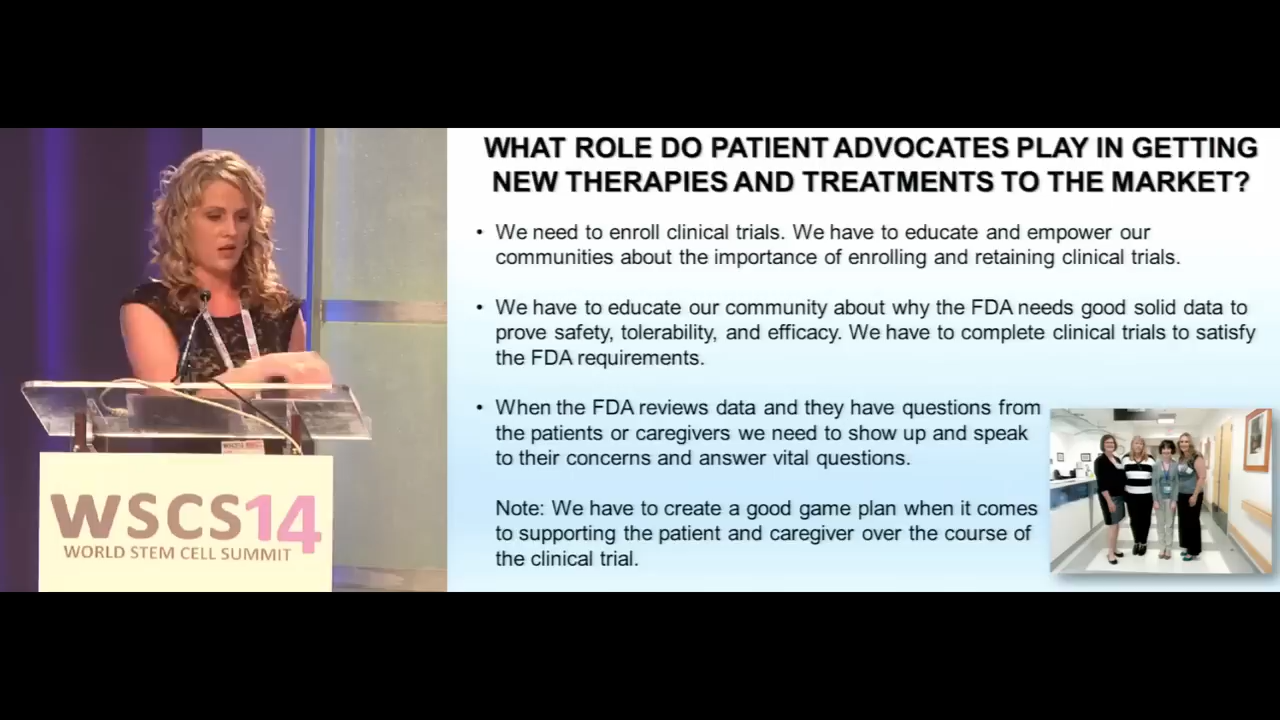 WHAT ROLE DO PATIENT ADVOCATES PLAY IN GETTING
NEW THERAPIES AND TREATMENTS TO THE MARKET?
• We need to enroll clinical trials. We have to educate and empower our
communities about the importance of enrolling and retaining clinical trials.
• We have to educate our community about why the FDA needs good solid data to
prove safety, tolerability, and efficacy. We have to complete clinical trials to satisfy
the FDA requirements.
• When the FDA reviews data and they have questions from
the patients or caregivers we need to show up and speak
to their concerns and answer vital questions.
Note: We have to create a good game plan when it comes
to supporting the patient and caregiver over the course of
the clinical trial.
WSCS14
WORLD STEM CELL SUMMIT